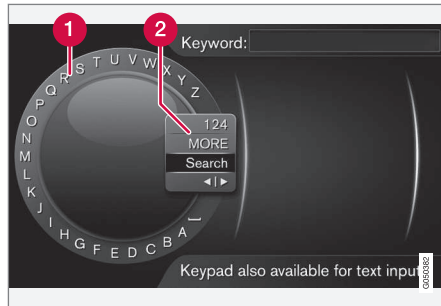 1
2
Keyword:
A B C D E F G H I J K L M N O P Q R S T U V W X Y Z
124
MORE
Search
◄|►
Keypad also available for text input
G050382